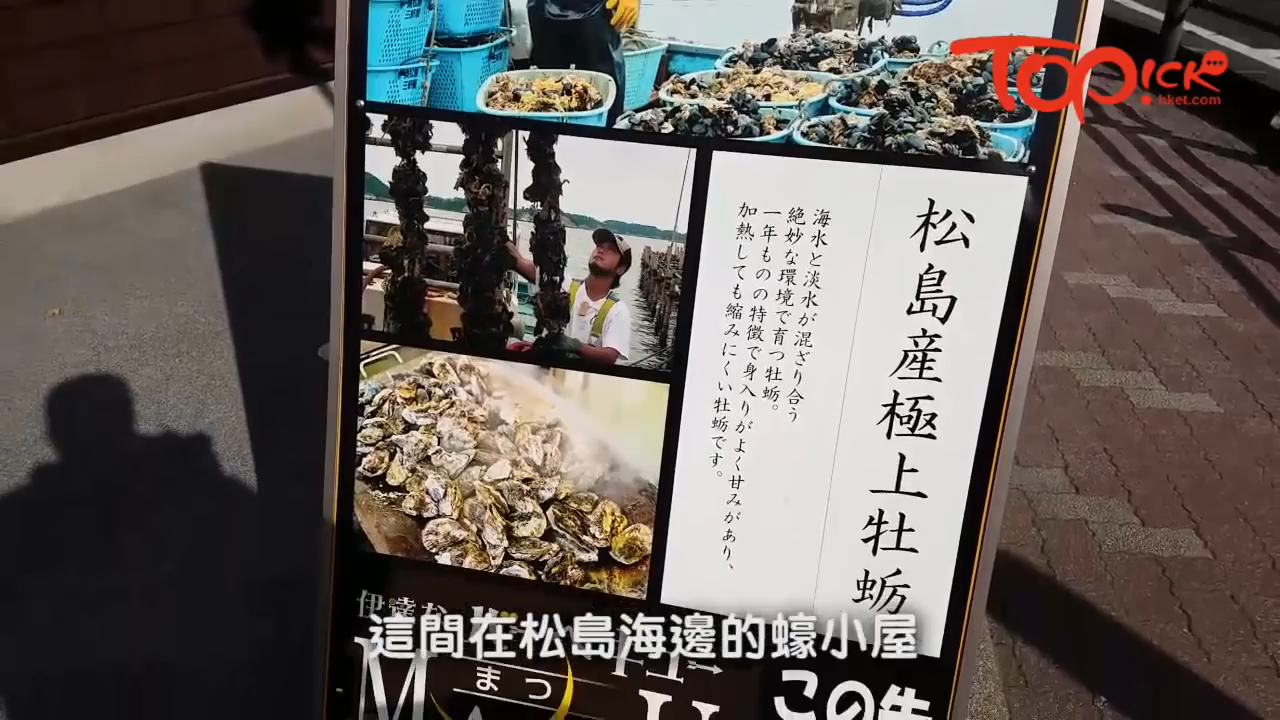 TOPICK
hket.com
松島産極上牡蛎
海水と淡水が混ざり合う
絶妙な環境で育つ牡蛎。
一年ものの特徴で身入りがよく甘みがあり、
加熱しても縮みにくい牡蛎です。
伊達な
這間在松島海邊的蠔小屋
まつ
この牛